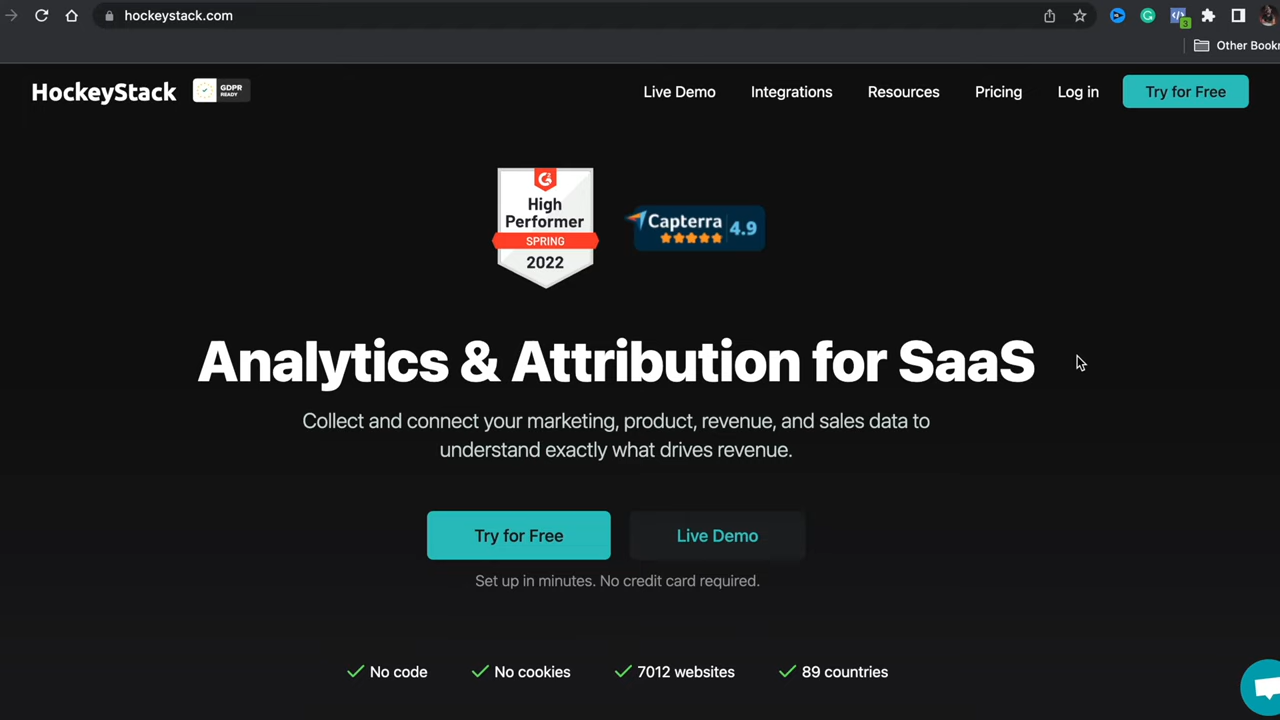 hockeystack.com
3
Other Bookr
HockeyStack
GDPR
READY
Live Demo
Integrations
Resources
Pricing
Log in
Try for Free
High
Performer
SPRING
2022
Capterra 4.9
Analytics & Attribution for SaaS
Collect and connect your marketing, product, revenue, and sales data to
understand exactly what drives revenue.
Try for Free
Live Demo
Set up in minutes. No credit card required.
No code
No cookies
7012 websites
89 countries